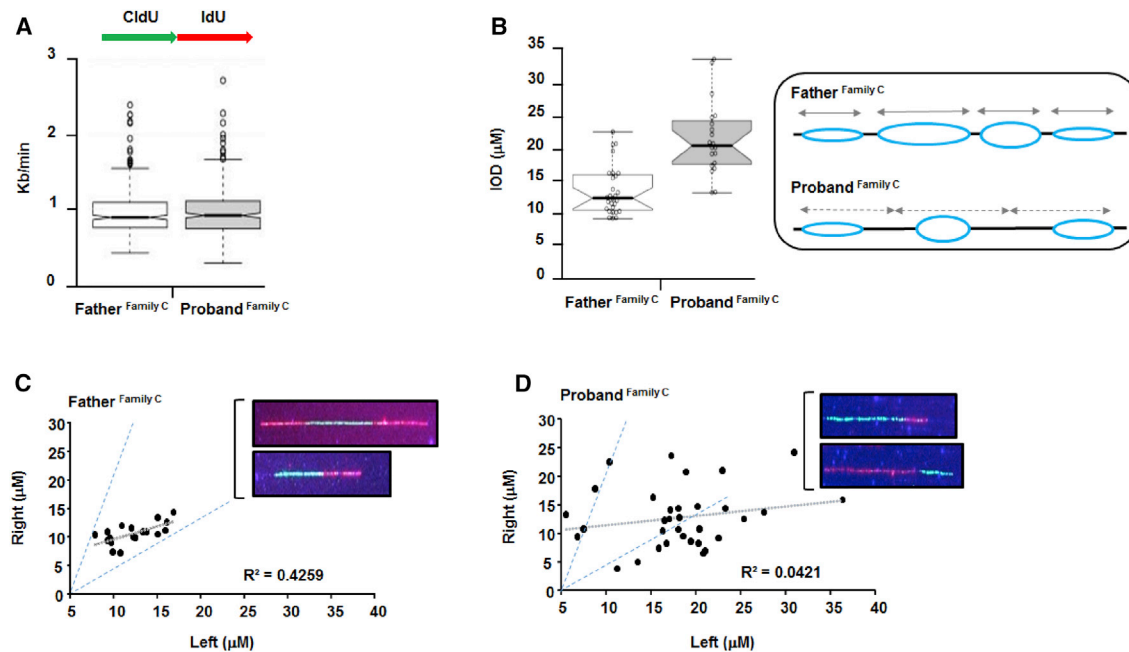 A
CldU IdU
3
2
1
0
Kb/min
Father Family C Proband Family C
B
35
30
25
20
15
10
5
0
IOD (μM)
Father Family C Proband Family C
Father Family C
Proband Family C
C
Father Family C
30
25
20
15
10
5
0
Right (μM)
R² = 0.4259
5 10 15 20 25 30 35 40
Left (μM)
D
Proband Family C
30
25
20
15
10
5
0
Right (μM)
R² = 0.0421
5 10 15 20 25 30 35 40
Left (μM)